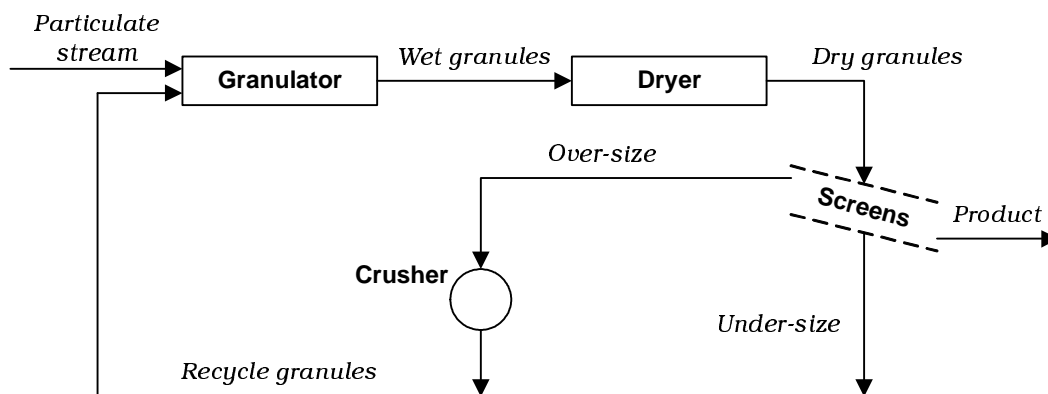 Particulate
stream
Granulator
Wet granules
Dryer
Dry granules
Over-size
Screens
Product
Crusher
Under-size
Recycle granules